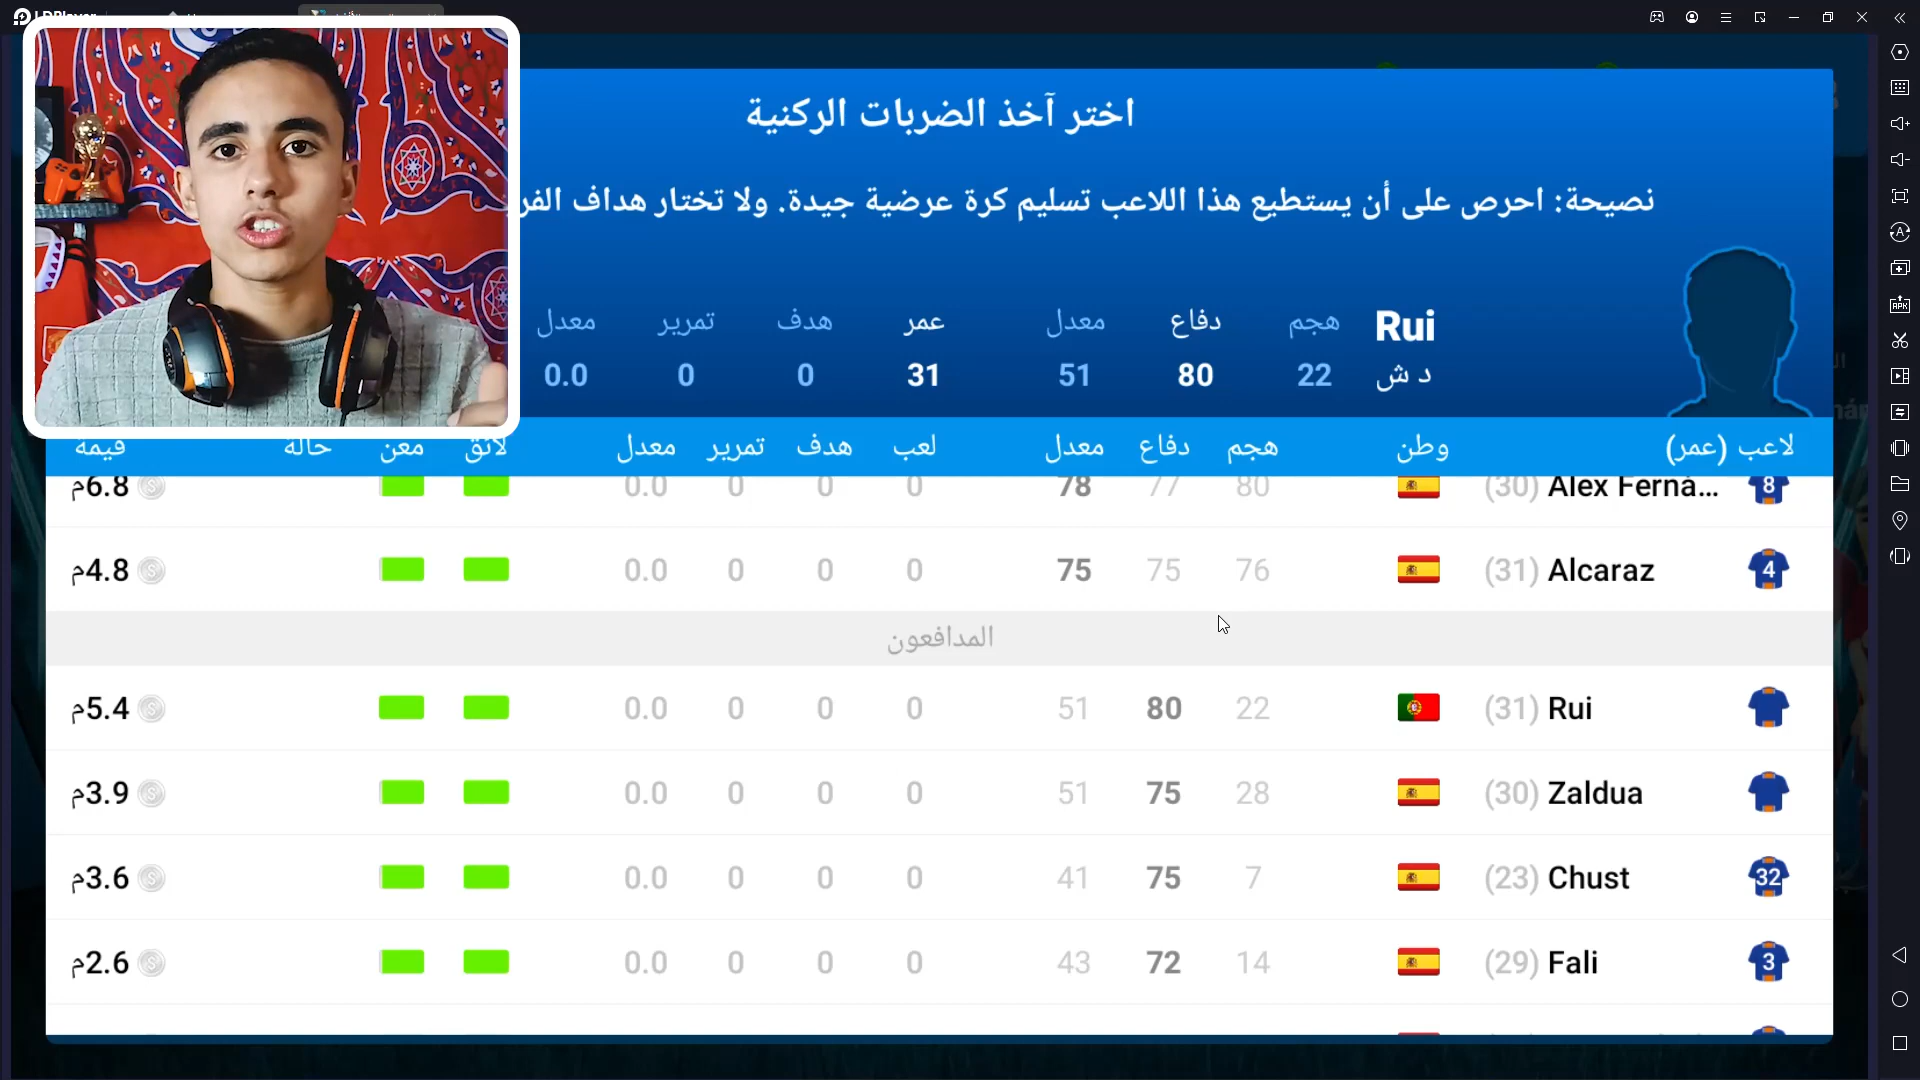 LDPlayer
اختر آخذ الضربات الركنية
نصيحة: احرص على أن يستطيع هذا اللاعب تسليم كرة عرضية جيدة. ولا تختار هداف
Rui هجم دفاع معدل عمر هدف تمرير معدل
د ش 22 80 51 31 0 0 0.0
لاعب (عمر) وطن هجم دفاع معدل لعب هدف تمرير معدل لائق معن حالة قيمة
8 Alex Ferná... (30) 80 77 78 0 0 0 0.0 6.8م
4 Alcaraz (31) 76 75 75 0 0 0 0.0 4.8م
المدافعون
Rui (31) 22 80 51 0 0 0 0.0 5.4م
Zaldua (30) 28 75 51 0 0 0 0.0 3.9م
32 Chust (23) 7 75 41 0 0 0 0.0 3.6م
3 Fali (29) 14 72 43 0 0 0 0.0 2.6م